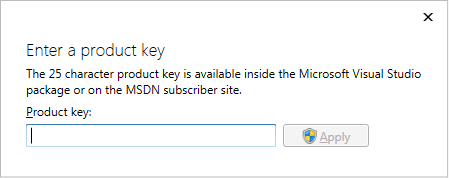 Enter a product key
The 25 character product key is available inside the Microsoft Visual Studio
package or on the MSDN subscriber site.
Product key:
Apply